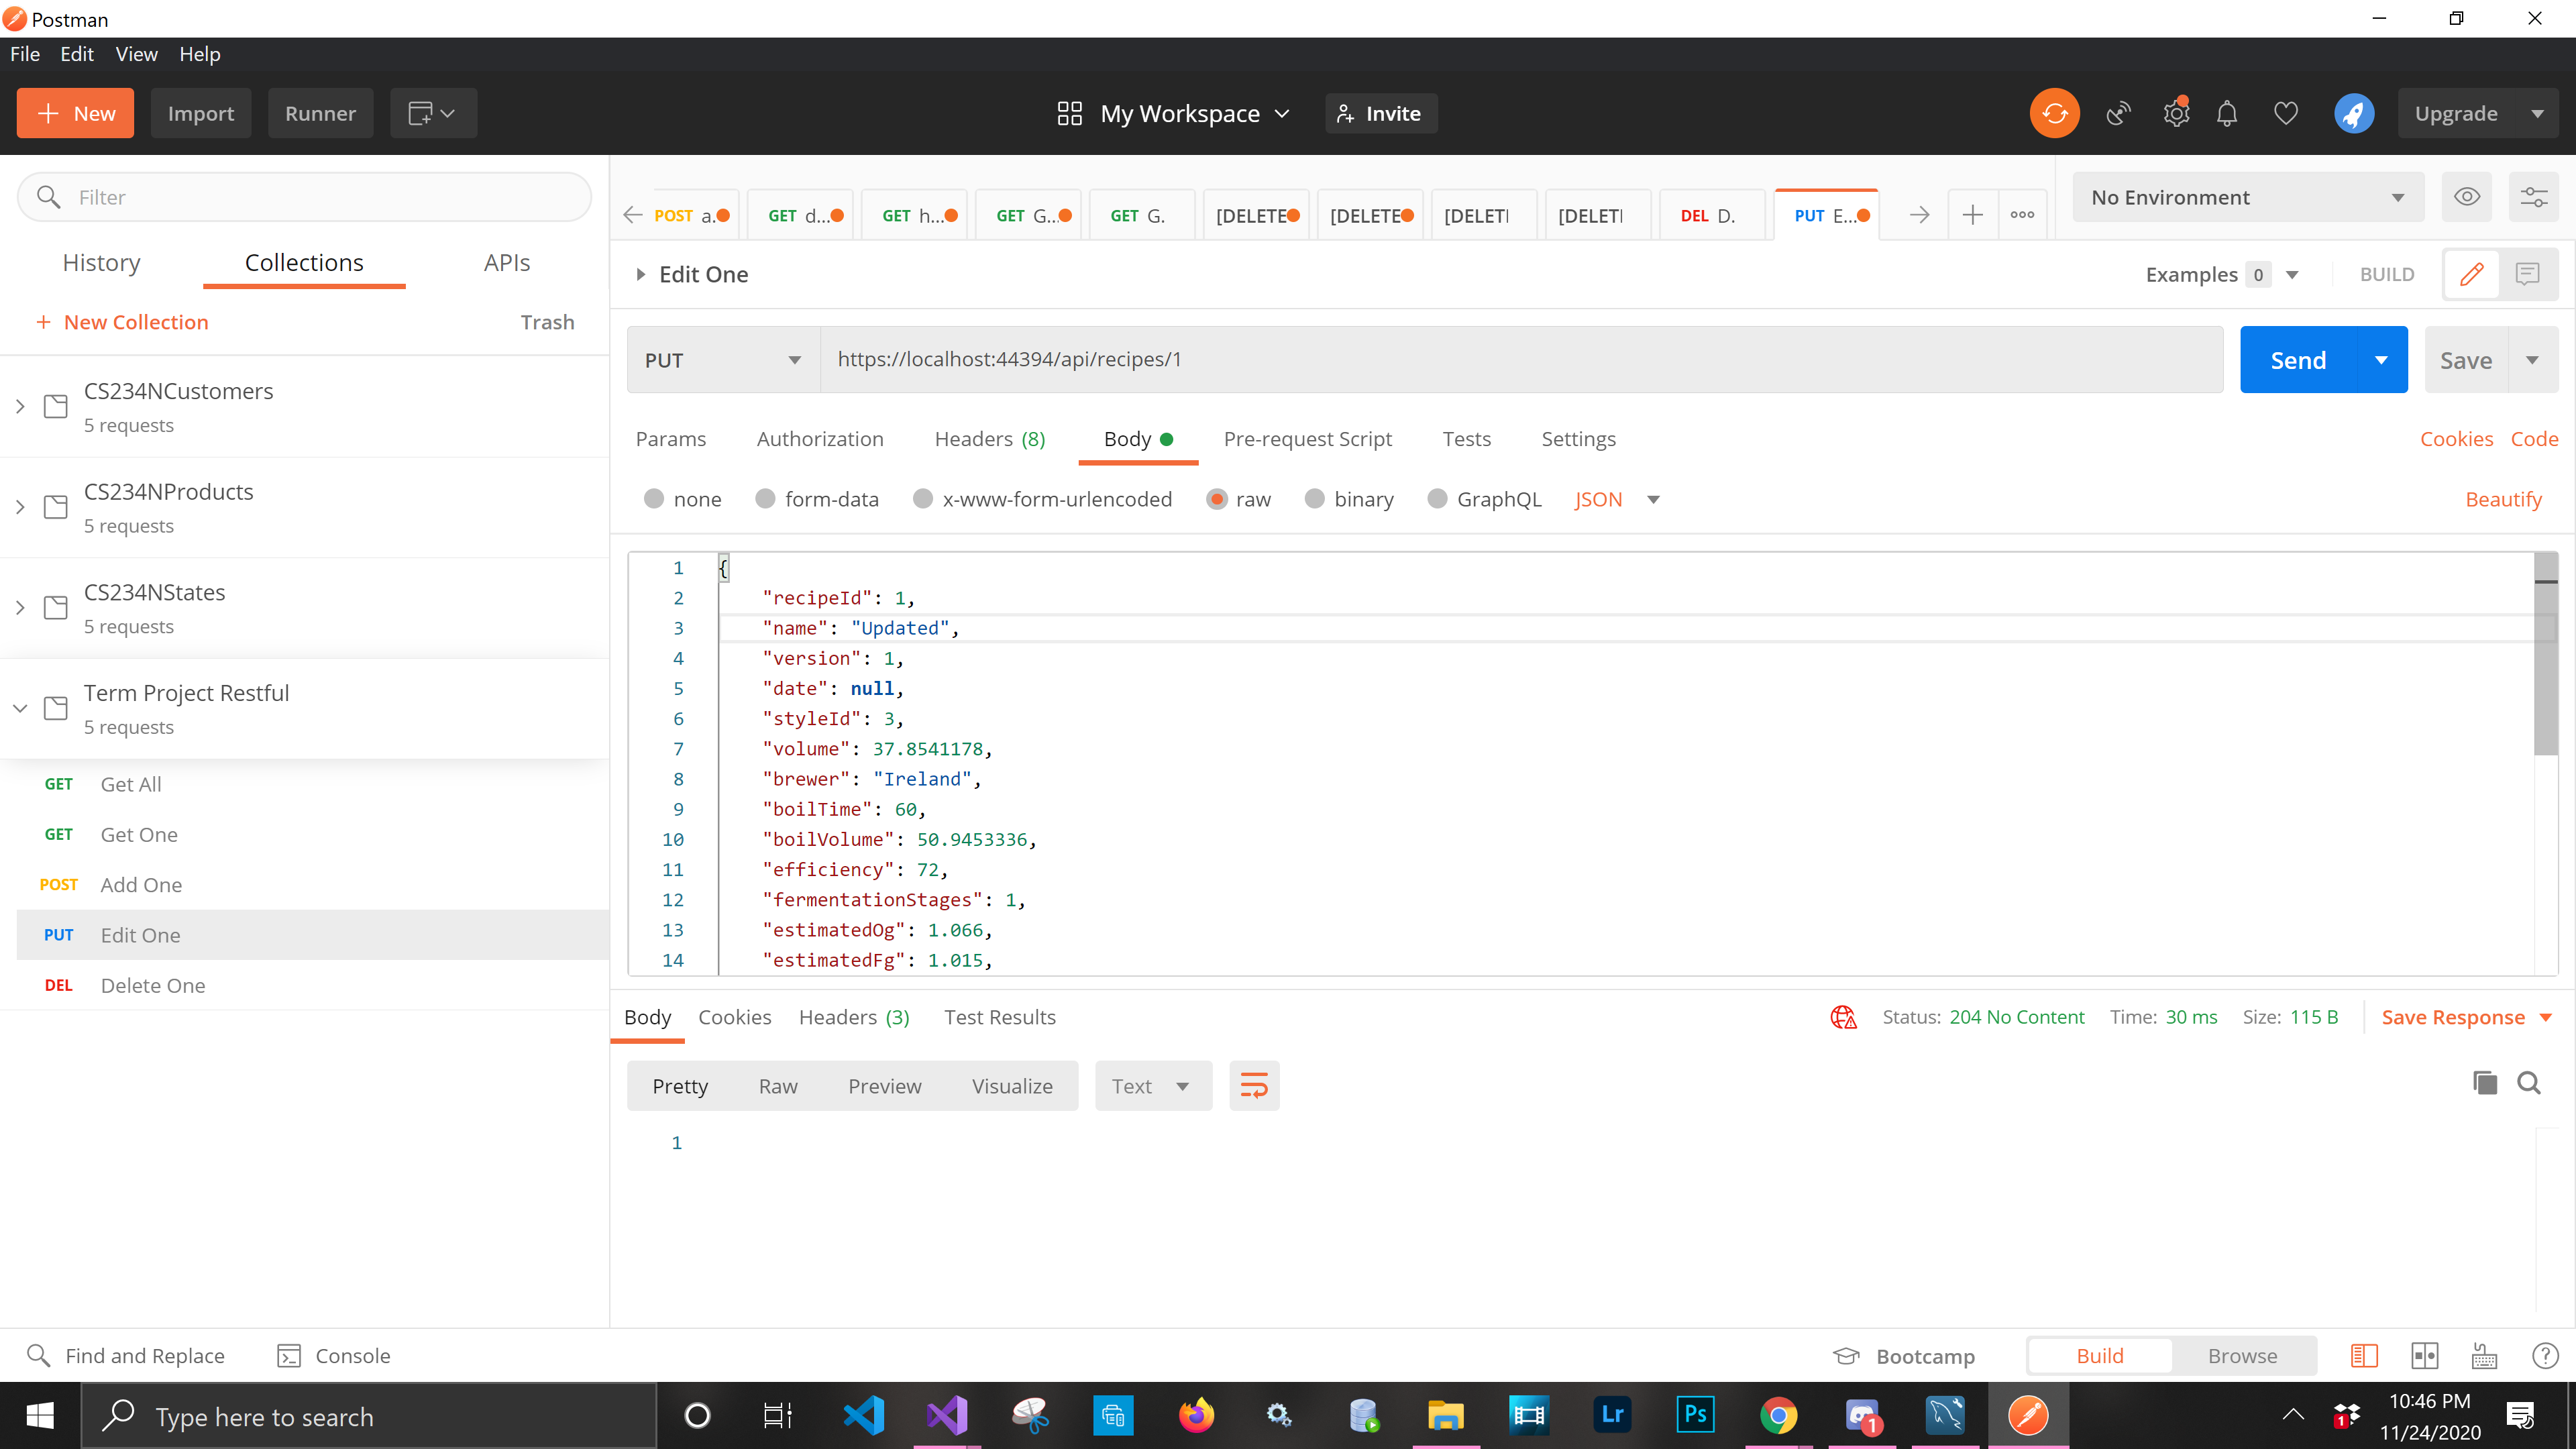 Postman
File Edit View Help
New Import Runner My Workspace Invite Upgrade
Filter
History Collections APIs
New Collection Trash
CS234NCustomers
5 requests
CS234NProducts
5 requests
CS234NStates
5 requests
Term Project Restful
5 requests
GET Get All
GET Get One
POST Add One
PUT Edit One
DEL Delete One
POST a.. GET d... GET h... GET G... GET G. [DELETE [DELETE [DELETI [DELETI DEL D. PUT E...
No Environment
Edit One Examples 0 BUILD
PUT https://localhost:44394/api/recipes/1 Send Save
Params Authorization Headers (8) Body Pre-request Script Tests Settings Cookies Code
none form-data x-www-form-urlencoded raw binary GraphQL JSON Beautify
1 {
2 "recipeId": 1,
3 "name": "Updated",
4 "version": 1,
5 "date": null,
6 "styleId": 3,
7 "volume": 37.8541178,
8 "brewer": "Ireland",
9 "boilTime": 60,
10 "boilVolume": 50.9453336,
11 "efficiency": 72,
12 "fermentationStages": 1,
13 "estimatedOg": 1.066,
14 "estimatedFg": 1.015,
Body Cookies Headers (3) Test Results Status: 204 No Content Time: 30 ms Size: 115 B Save Response
Pretty Raw Preview Visualize Text
1
Find and Replace Console Bootcamp Build Browse
Type here to search Lr Ps 1 1 10:46 PM
11/24/2020